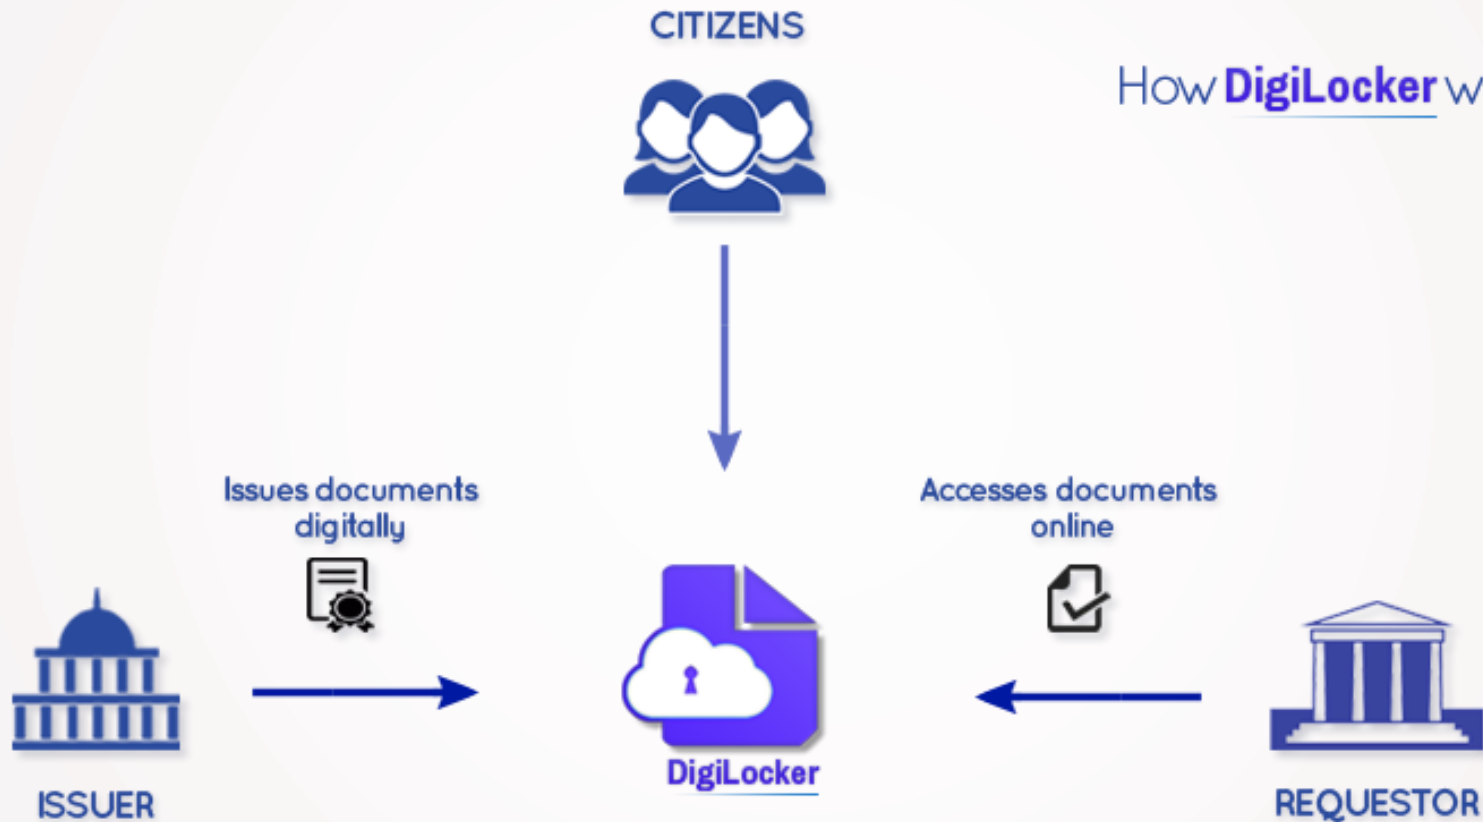 CITIZENS
How DigiLocker w
Issues documents
digitally
Accesses documents
online
DigiLocker
ISSUER
REQUESTOR